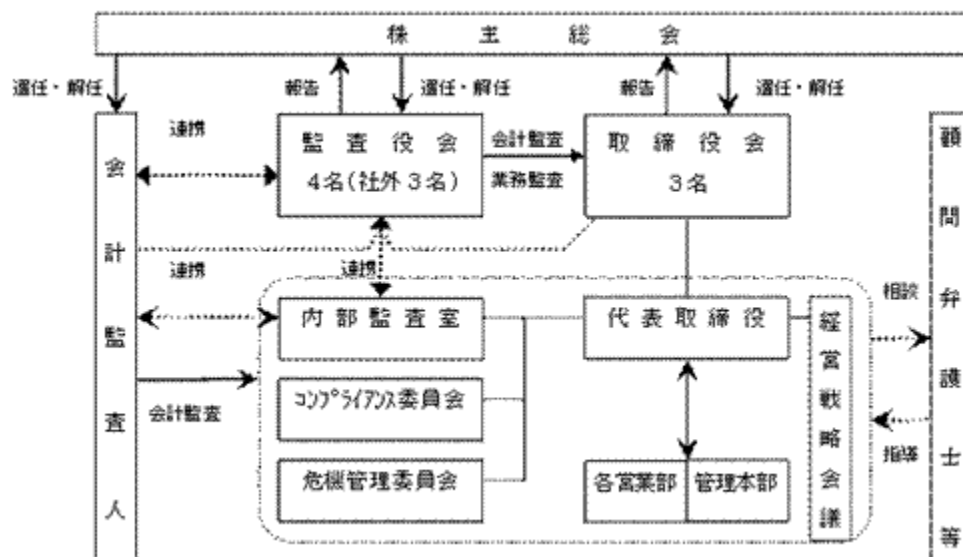 株主総会
選任・解任
報告
選任・解任
報告
選任・解任
会計監査人
連携
監査役会
4名(社外3名)
会計監査
業務監査
取締役会
3名
顧問弁護士等
連携
連携
内部監査室
代表取締役
経営戦略会議
相談
会計監査
コンプライアンス委員会
指導
危機管理委員会
各営業部
管理本部